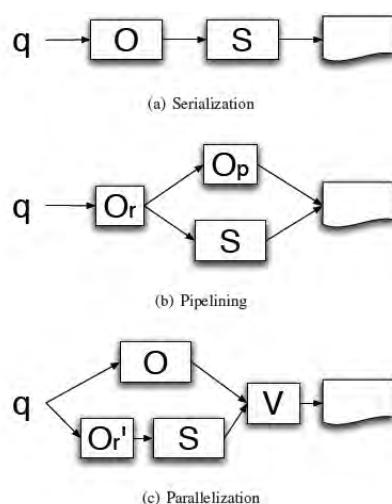 q O S
(a) Serialization
Op
q Or
S
(b) Pipelining
O
q V
Or' S
(c) Parallelization